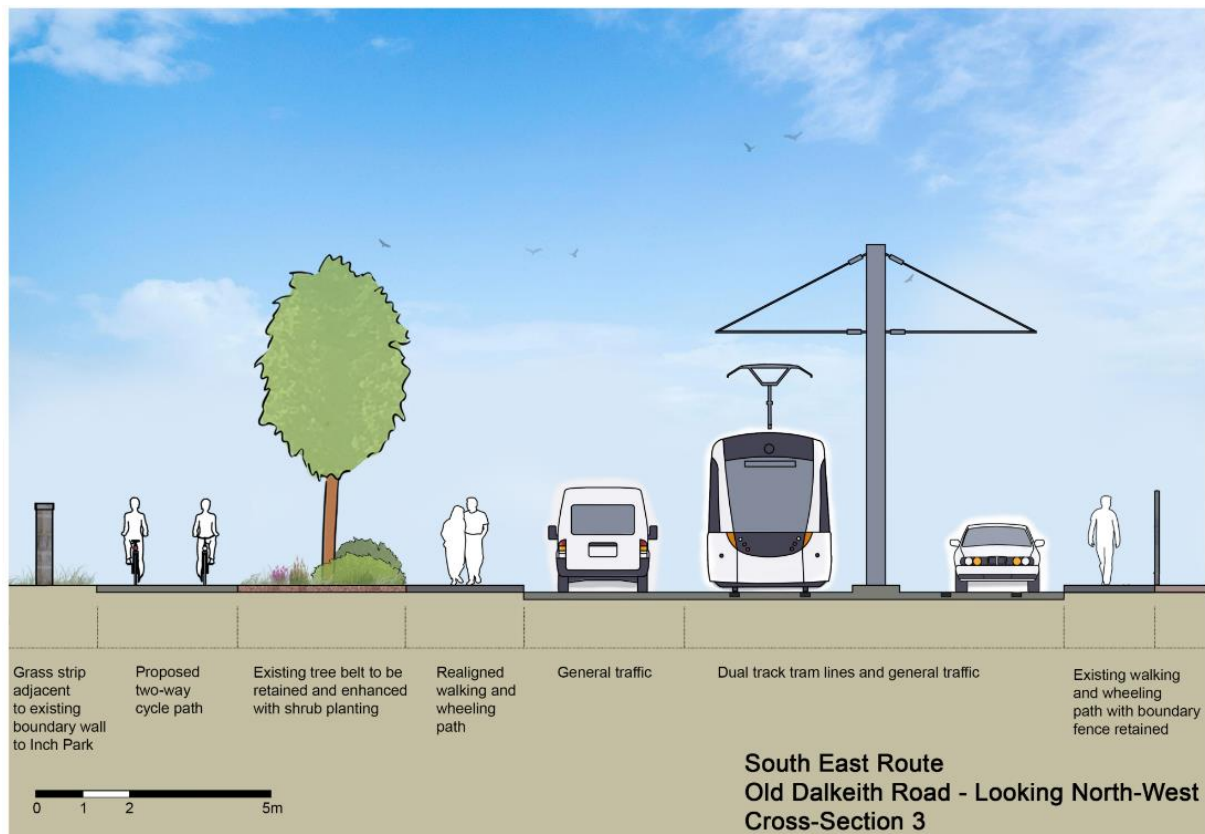 Grass strip
adjacent
to existing
boundary wall
to Inch Park
Proposed
two-way
cycle path
Existing tree belt to be
retained and enhanced
with shrub planting
Realigned
walking and
wheeling
path
General traffic
Dual track tram lines and general traffic
Existing walking
and wheeling
path with boundary
fence retained
0 1 2 5m
South East Route
Old Dalkeith Road - Looking North-West
Cross-Section 3